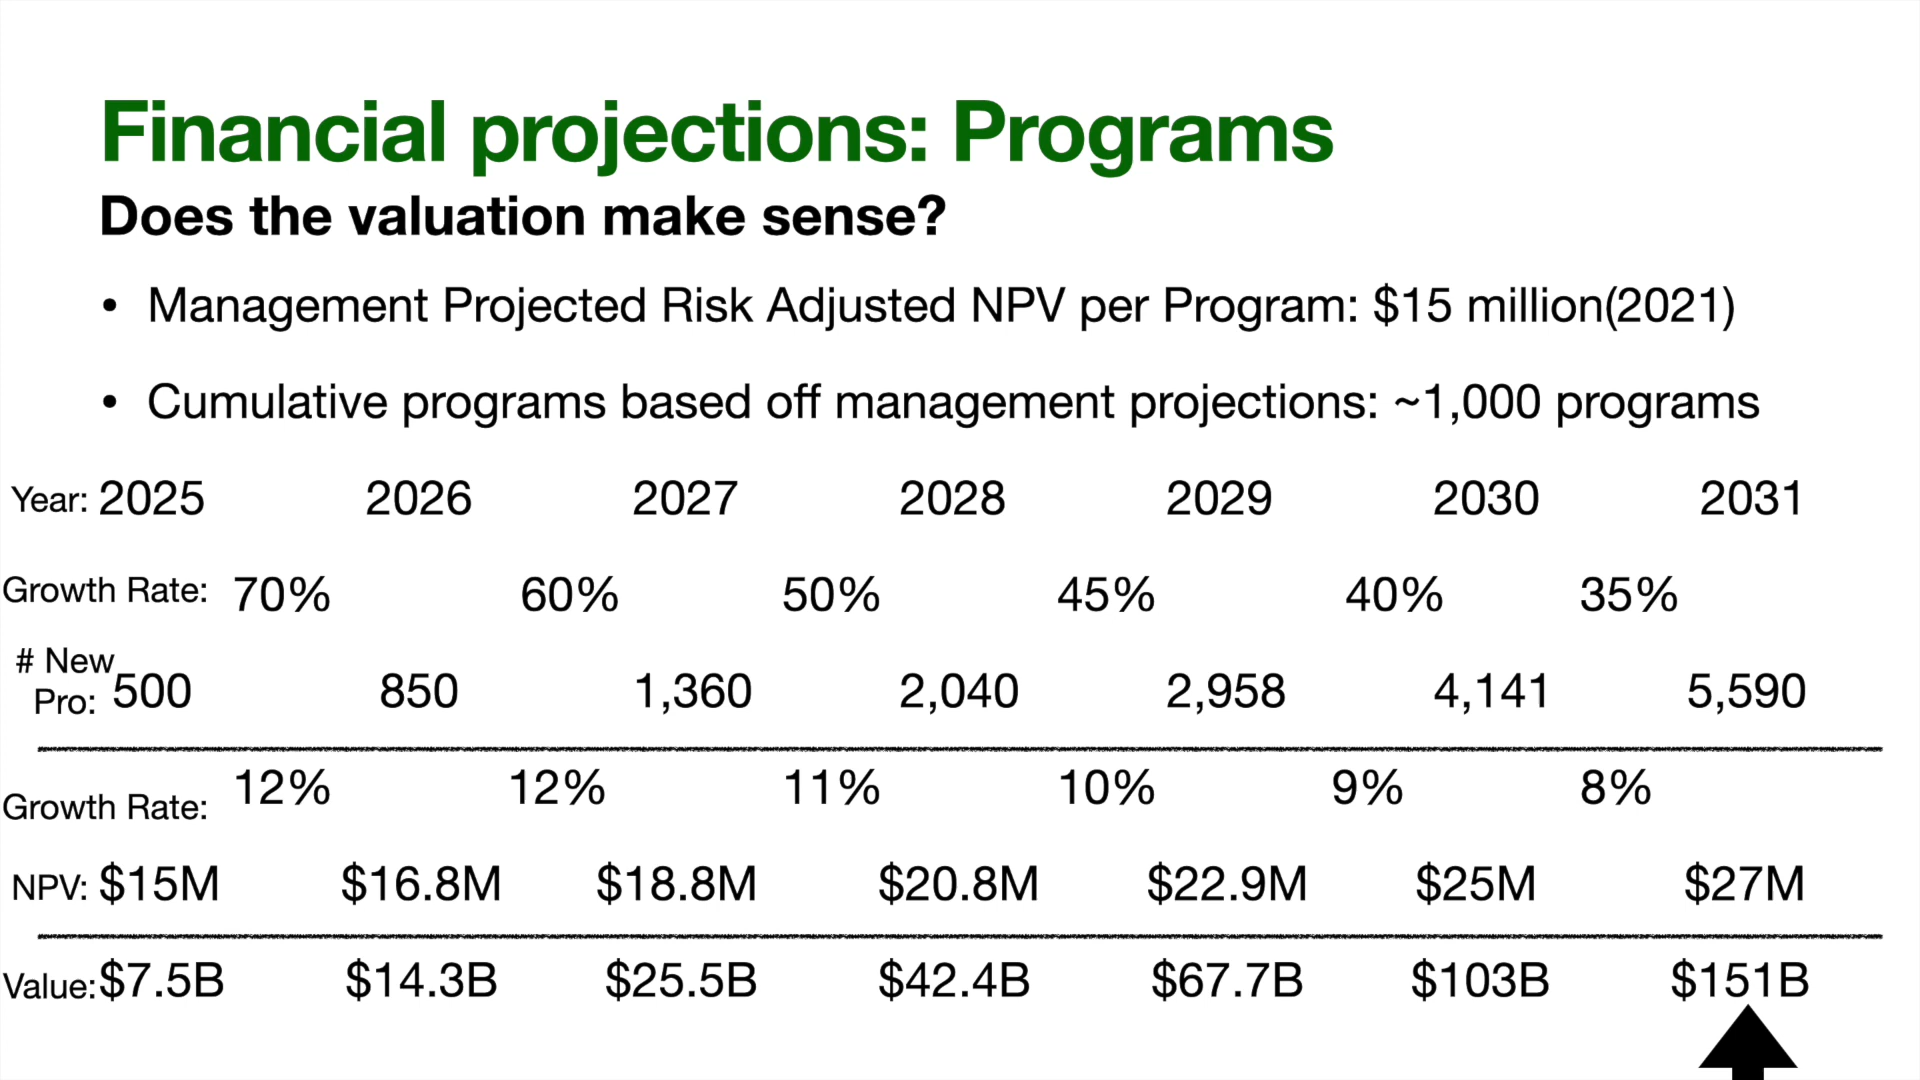 Financial projections: Programs
Does the valuation make sense?
• Management Projected Risk Adjusted NPV per Program: $15 million(2021)
• Cumulative programs based off management projections: ~1,000 programs
Year: 2025 2026 2027 2028 2029 2030 2031
Growth Rate: 70% 60% 50% 45% 40% 35%
# New
Pro: 500 850 1,360 2,040 2,958 4,141 5,590
Growth Rate: 12% 12% 11% 10% 9% 8%
NPV: $15M $16.8M $18.8M $20.8M $22.9M $25M $27M
Value: $7.5B $14.3B $25.5B $42.4B $67.7B $103B $151B